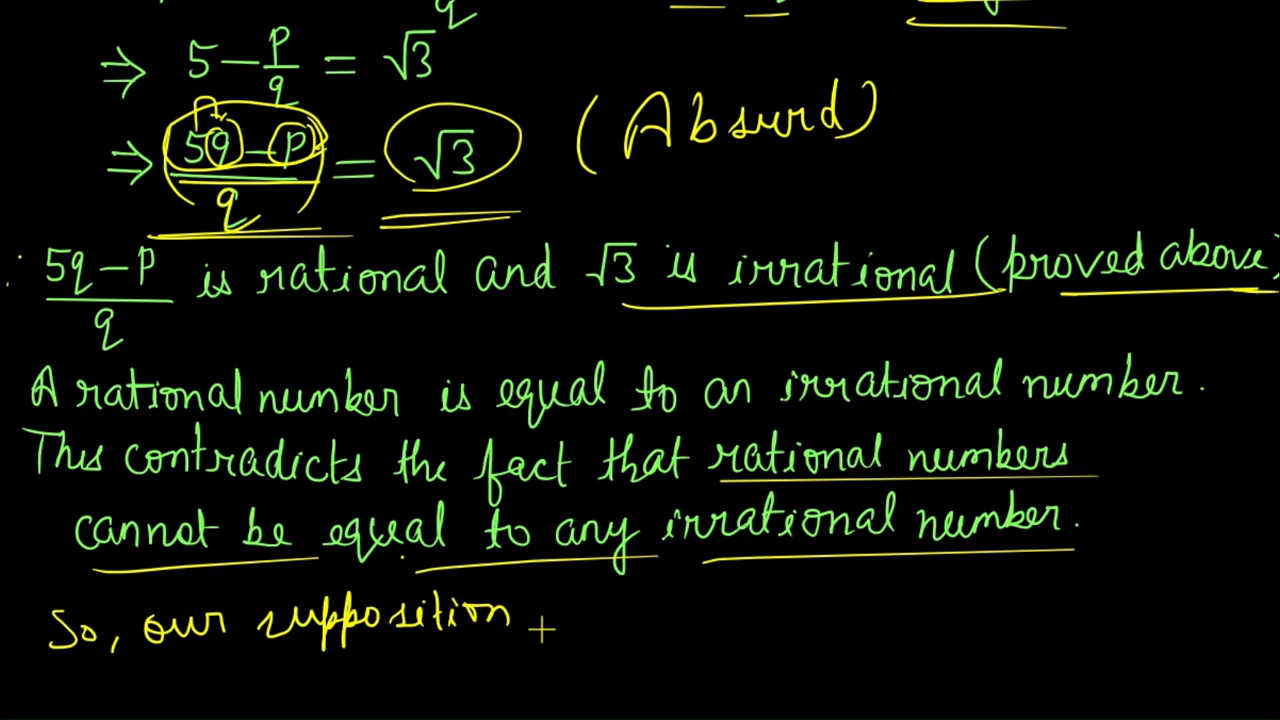 q
⇒ 5 - p/q = √3
⇒ (5q - p)/q = √3 (Absurd)
∵ (5q - p)/q is rational and √3 is irrational (proved above)
A rational number is equal to an irrational number.
This contradicts the fact that rational numbers
cannot be equal to any irrational number.
So, our supposition